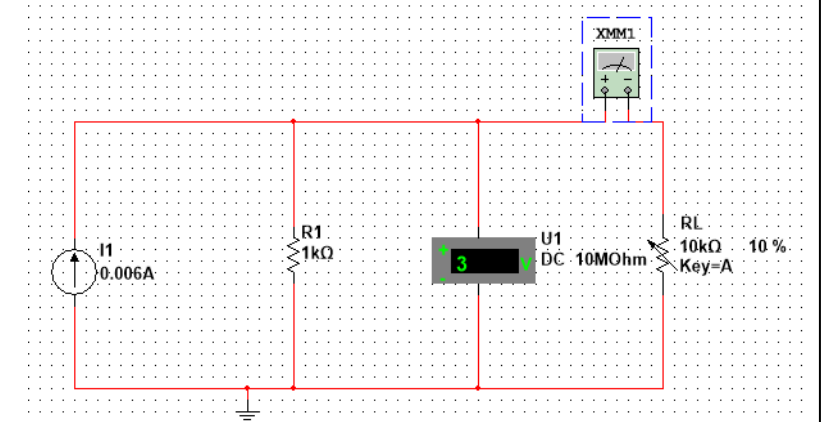 XMM1
+ -
I1
0.006A
R1
1kΩ
+
3 V
-
U1
DC 10MOhm
RL
10kΩ 10 %
Key=A